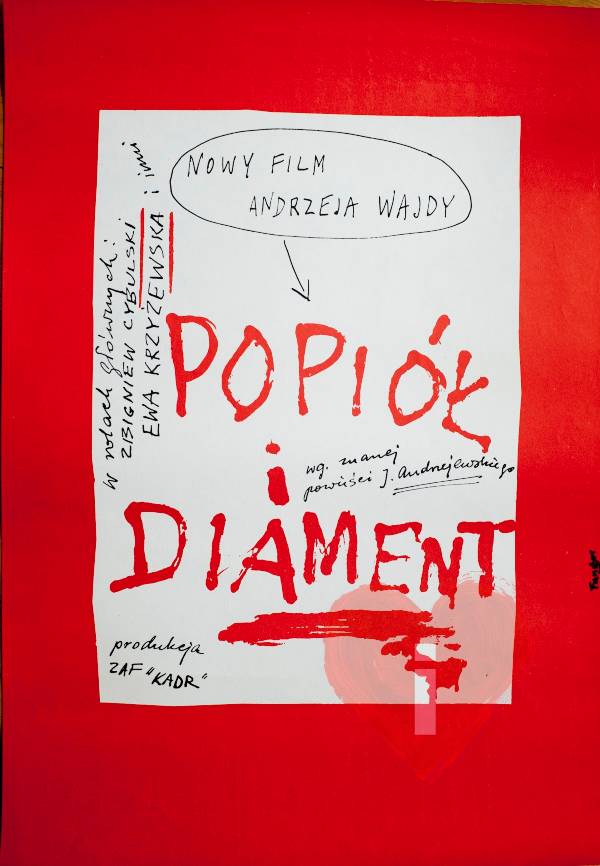 NOWY FILM
ANDRZEJA WAJDY
w rolach głównych:
ZBIGNIEW CYBULSKI
EWA KRZYŻEWSKA i inni
POPIÓŁ
i
wg. znanej
powieści J. Andrzejewskiego
DIAMENT
produkcja
ZAF "KADR"
Fangor